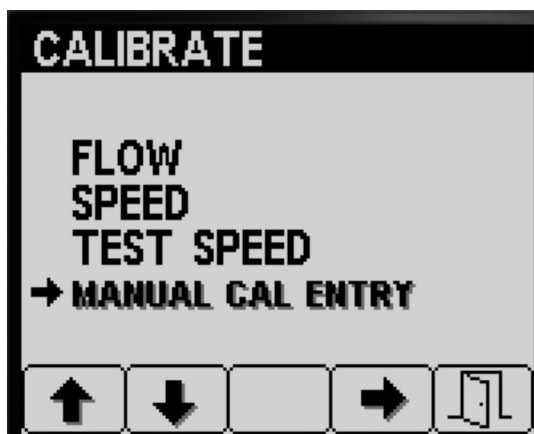 CALIBRATE
FLOW
SPEED
TEST SPEED
MANUAL CAL ENTRY